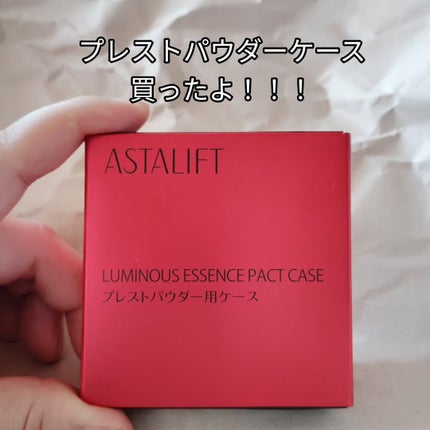 プレストパウダーケース
買ったよ！！！
ASTALIFT
LUMINOUS ESSENCE PACT CASE
プレストパウダー用ケース